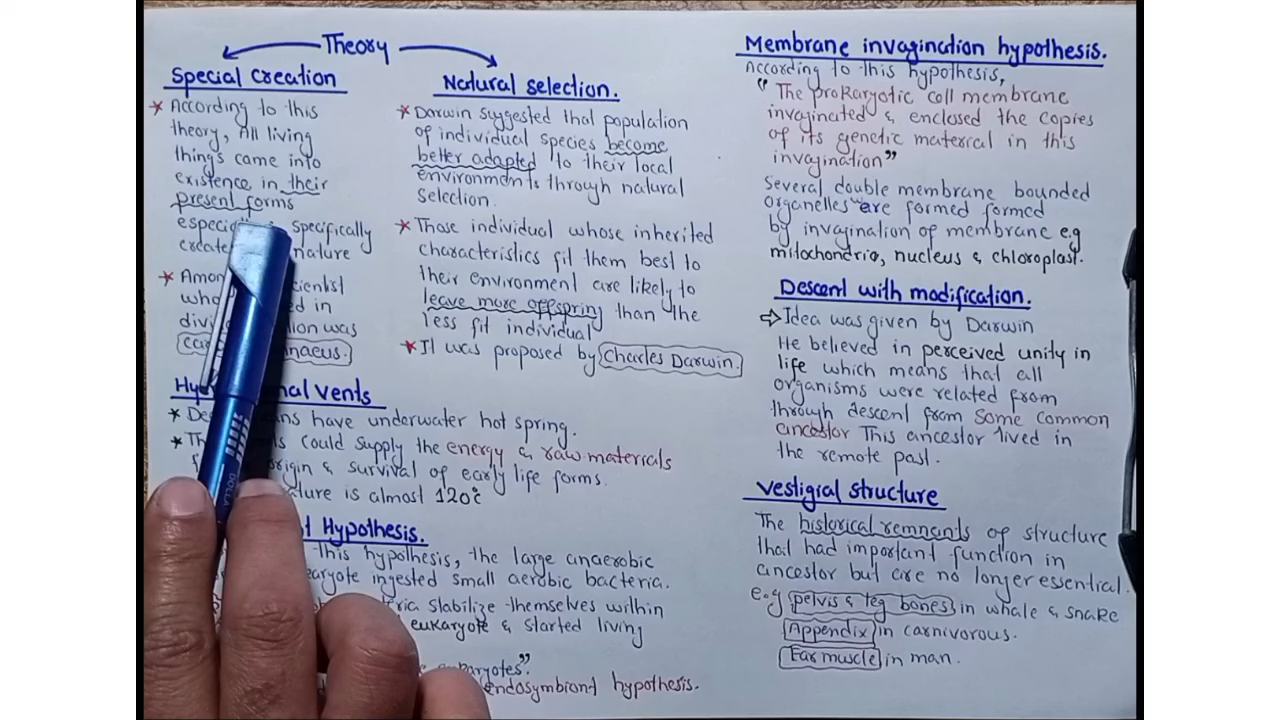 Theory
Special Creation
* According to this
theory, All living
things came into
existence in their
present forms
specifically
nature
* Among
who in
was
Hydrothermal Vents
* have underwater hot spring.
* could supply the energy & raw materials
origin & survival of early life forms.
is almost 120°c
Hypothesis.
this hypothesis, the large anaerobic
ingested small aerobic bacteria.
stabilize themselves within
eukaryote & started living
eukaryotes"
endosymbiont hypothesis.
Natural selection.
* Darwin suggested that population
of individual species become
better adapted to their local
environments through natural
selection.
* Those individual whose inherited
characteristics fit them best to
their environment are likely to
leave more offspring than the
less fit individual
* It was proposed by Charles Darwin.
Membrane invagination hypothesis.
According to this hypothesis,
"The prokaryotic cell membrane
invaginated & enclosed the copies
of its genetic material in this
invagination"
Several double membrane bounded
organelles are formed formed
by invagination of membrane e.g
mitochondria, nucleus & chloroplast.
Descent with modification.
⇨ Idea was given by Darwin
He believed in perceived unity in
life which means that all
organisms were related from
through descent from some common
ancestor This ancestor lived in
the remote past.
Vestigial structure
The historical remnants of structure
that had important function in
ancestor but are no longer essential.
e.g pelvis & leg bones in whale & snake
Appendix in carnivorous.
Ear muscle in man.